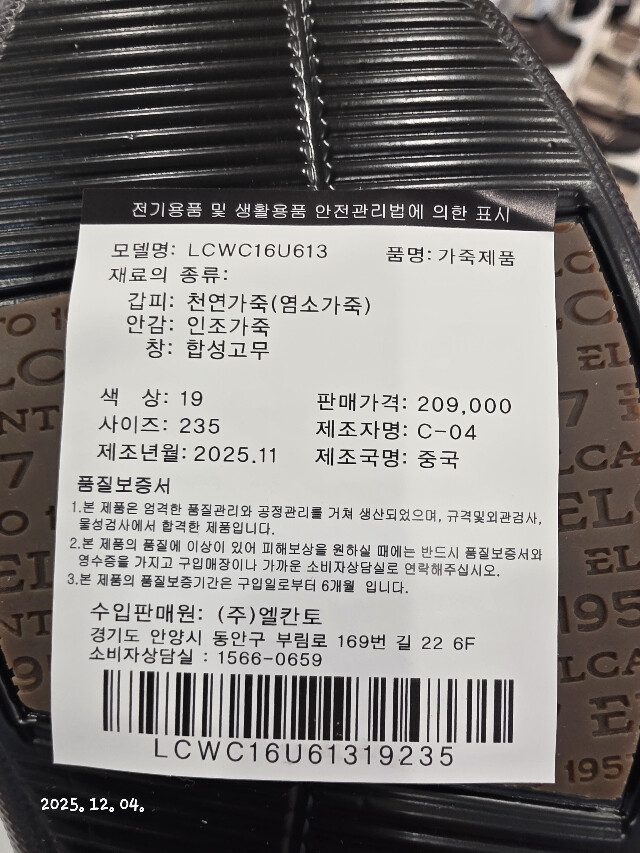 전기용품 및 생활용품 안전관리법에 의한 표시
모델명: LCWC16U613 품명: 가죽제품
재료의 종류:
갑피: 천연가죽(염소가죽)
안감: 인조가죽
창: 합성고무
색 상: 19 판매가격: 209,000
사이즈: 235 제조자명: C-04
제조년월: 2025.11 제조국명: 중국
품질보증서
1.본 제품은 엄격한 품질관리와 공정관리를 거쳐 생산되었으며, 규격및외관검사,
물성검사에서 합격한 제품입니다.
2.본 제품의 품질에 이상이 있어 피해보상을 원하실 때에는 반드시 품질보증서와
영수증을 가지고 구입매장이나 가까운 소비자상담실로 연락해주십시오.
3.본 제품의 품질보증기간은 구입일로부터 6개월 입니다.
수입판매원: (주)엘칸토
경기도 안양시 동안구 부림로 169번 길 22 6F
소비자상담실 : 1566-0659
LCWC16U61319235
2025. 12. 04.